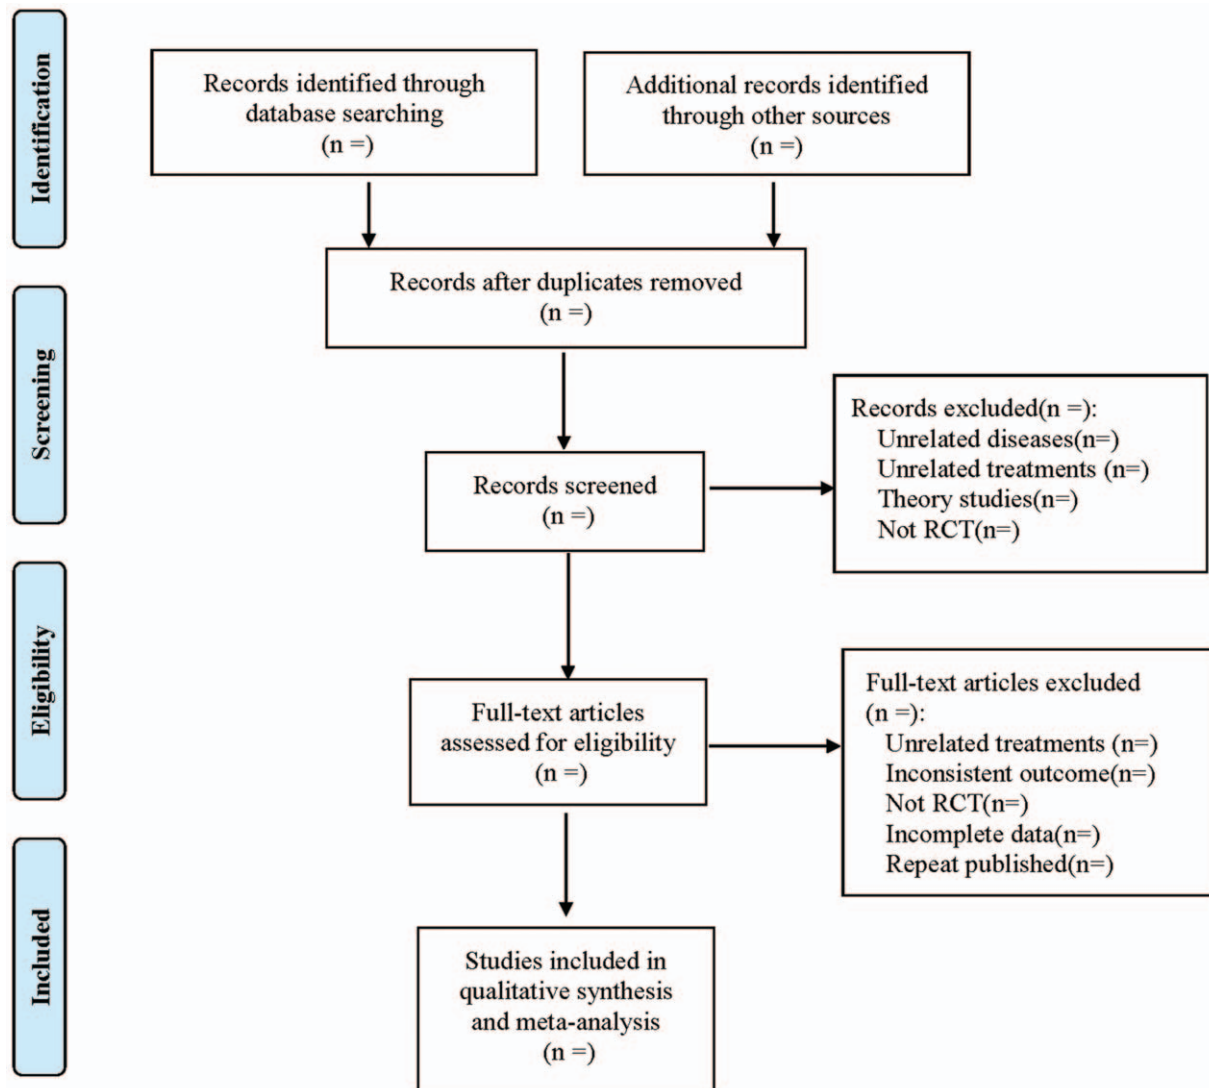 Identification
Records identified through
database searching
(n =)
Additional records identified
through other sources
(n =)
Records after duplicates removed
(n =)
Screening
Records screened
(n =)
Records excluded(n =):
Unrelated diseases(n=)
Unrelated treatments (n=)
Theory studies(n=)
Not RCT(n=)
Eligibility
Full-text articles
assessed for eligibility
(n =)
Full-text articles excluded
(n =):
Unrelated treatments (n=)
Inconsistent outcome(n=)
Not RCT(n=)
Incomplete data(n=)
Repeat published(n=)
Included
Studies included in
qualitative synthesis
and meta-analysis
(n =)